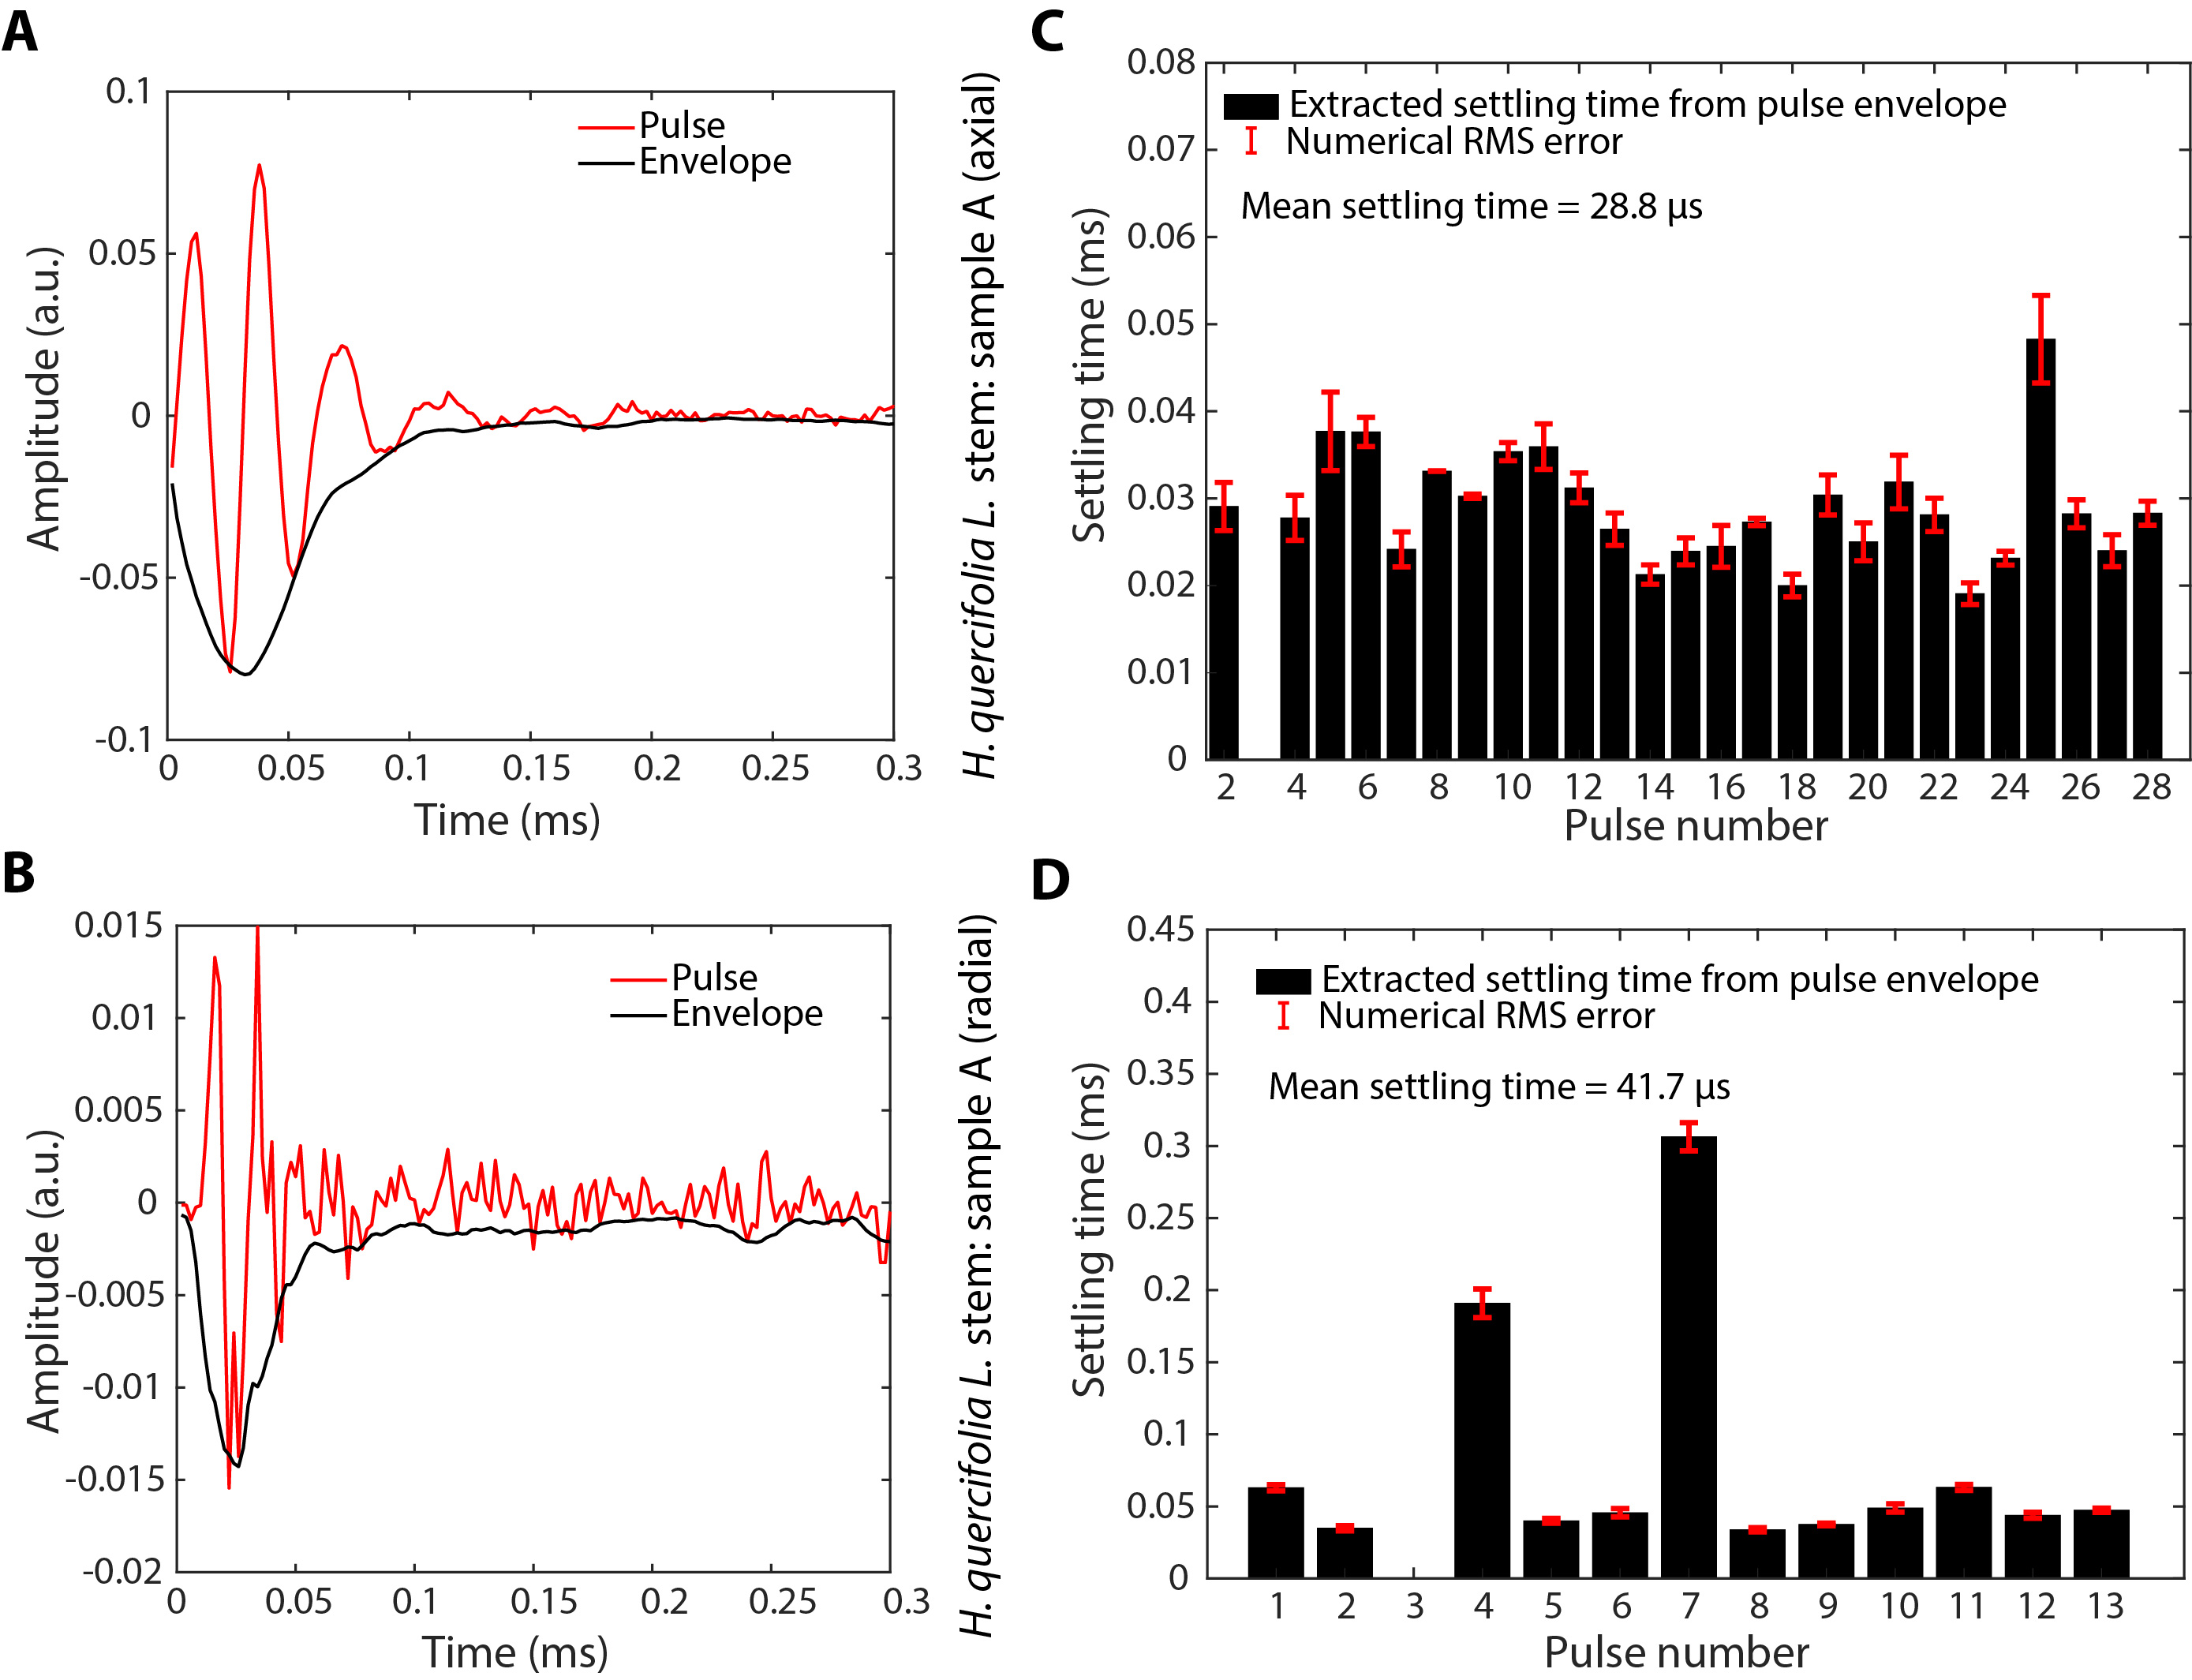 A
0.1
0.05
0
-0.05
-0.1
Amplitude (a.u.)
Pulse
Envelope
0 0.05 0.1 0.15 0.2 0.25 0.3
Time (ms)
H. quercifolia L. stem: sample A (axial)
C
0.08
0.07
0.06
0.05
0.04
0.03
0.02
0.01
0
Settling time (ms)
Extracted settling time from pulse envelope
Numerical RMS error
Mean settling time = 28.8 µs
2 4 6 8 10 12 14 16 18 20 22 24 26 28
Pulse number
B
0.015
0.01
0.005
0
-0.005
-0.01
-0.015
-0.02
Amplitude (a.u.)
Pulse
Envelope
0 0.05 0.1 0.15 0.2 0.25 0.3
Time (ms)
H. quercifolia L. stem: sample A (radial)
D
0.45
0.4
0.35
0.3
0.25
0.2
0.15
0.1
0.05
0
Settling time (ms)
Extracted settling time from pulse envelope
Numerical RMS error
Mean settling time = 41.7 µs
1 2 3 4 5 6 7 8 9 10 11 12 13
Pulse number